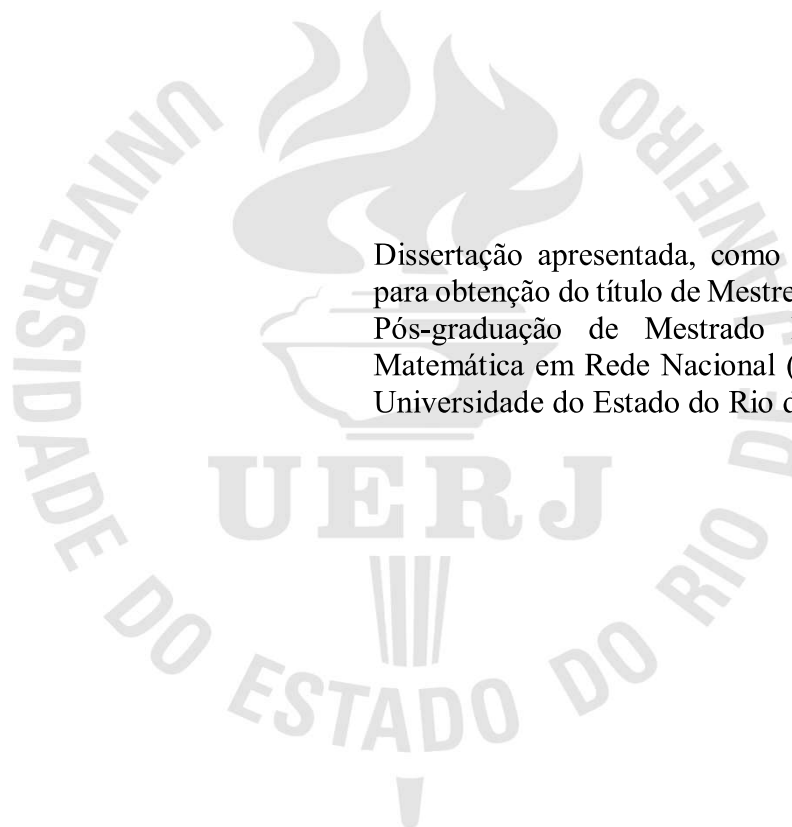 UNIVERSIDADE DO ESTADO DO RIO DE JANEIRO
Dissertação apresentada, como
para obtenção do título de Mestre
Pós-graduação de Mestrado
Matemática em Rede Nacional (
Universidade do Estado do Rio d
UERJ